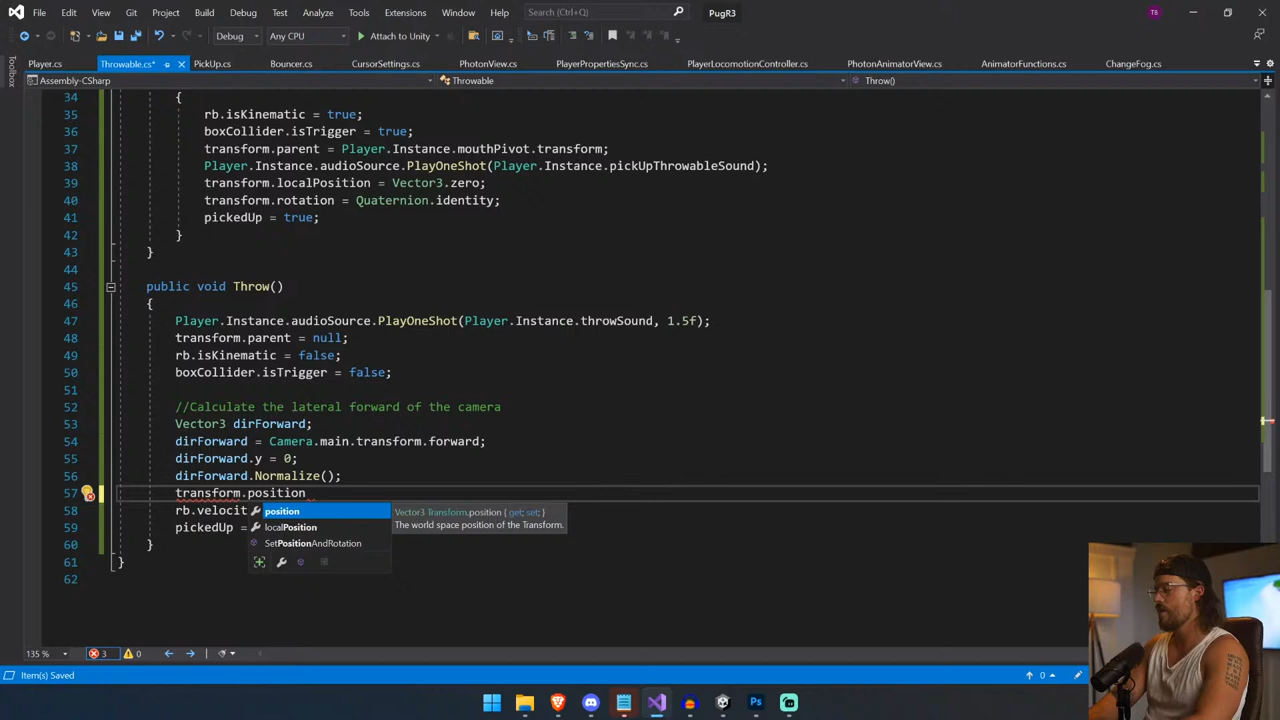 File Edit View Git Project Build Debug Test Analyze Tools Extensions Window Help Search (Ctrl+Q) PugR3 TB
Debug Any CPU Attach to Unity
Player.cs Throwable.cs* PickUp.cs Bouncer.cs CursorSettings.cs PhotonView.cs PlayerPropertiesSync.cs PlayerLocomotionController.cs PhotonAnimatorView.cs AnimatorFunctions.cs ChangeFog.cs
Toolbox
Assembly-CSharp Throwable Throw()
34 {
35 rb.isKinematic = true;
36 boxCollider.isTrigger = true;
37 transform.parent = Player.Instance.mouthPivot.transform;
38 Player.Instance.audioSource.PlayOneShot(Player.Instance.pickUpThrowableSound);
39 transform.localPosition = Vector3.zero;
40 transform.rotation = Quaternion.identity;
41 pickedUp = true;
42 }
43 }
44
45 public void Throw()
46 {
47 Player.Instance.audioSource.PlayOneShot(Player.Instance.throwSound, 1.5f);
48 transform.parent = null;
49 rb.isKinematic = false;
50 boxCollider.isTrigger = false;
51
52 //Calculate the lateral forward of the camera
53 Vector3 dirForward;
54 dirForward = Camera.main.transform.forward;
55 dirForward.y = 0;
56 dirForward.Normalize();
57 transform.position
58 rb.velocit position Vector3 Transform.position { get; set; }
localPosition The world space position of the Transform.
59 pickedUp =
SetPositionAndRotation
60 }
61 }
62
135 % 3 0
Item(s) Saved 0